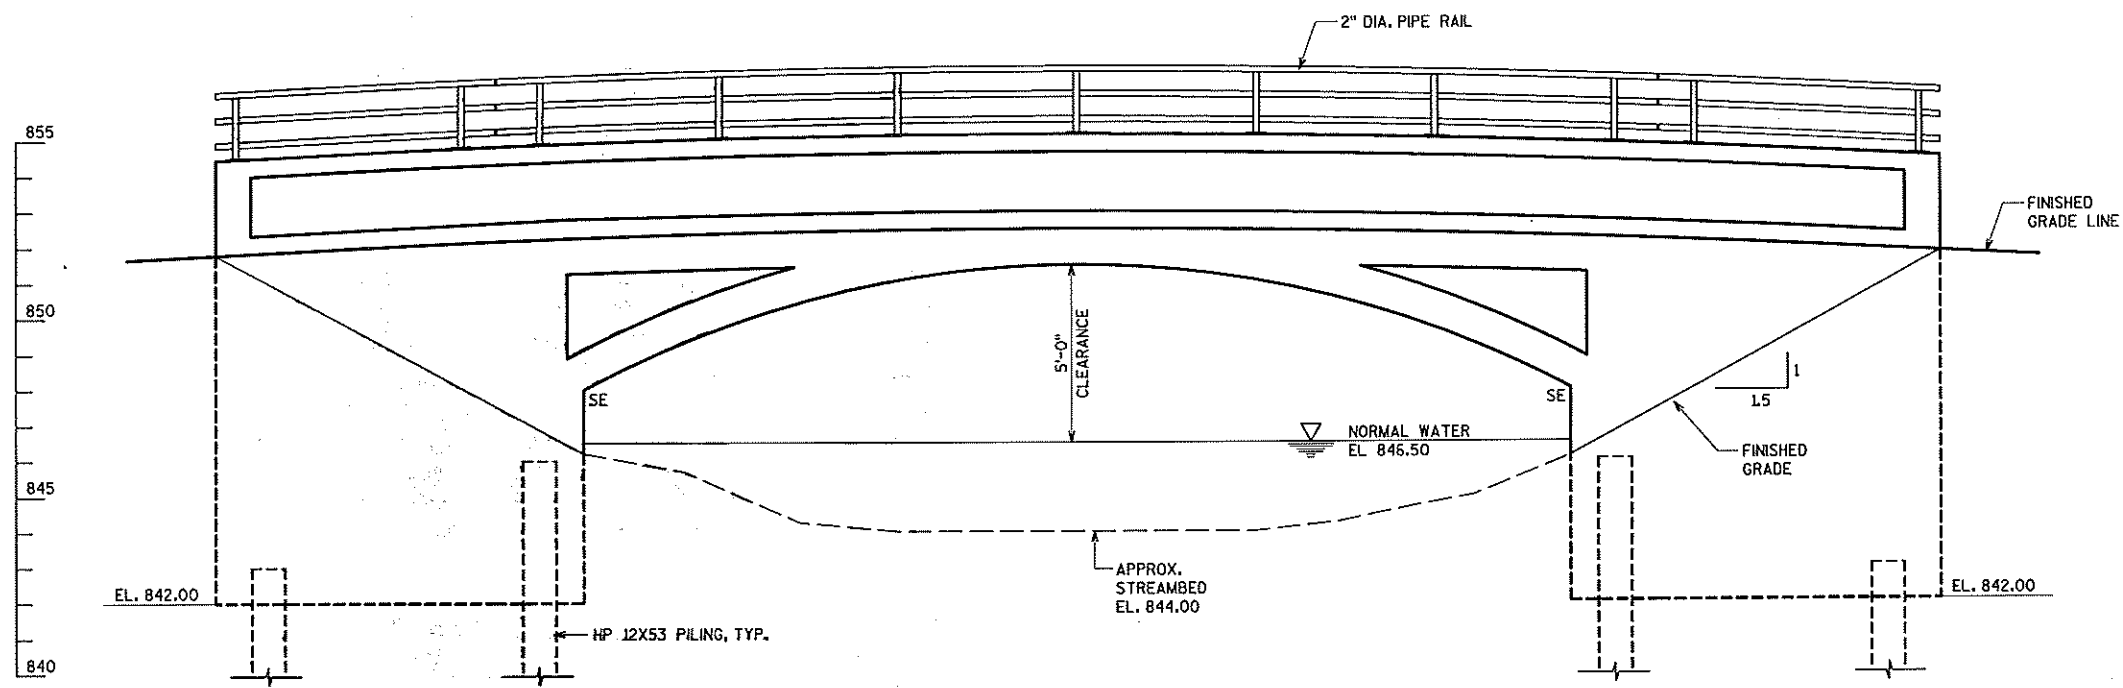 2" DIA. PIPE RAIL
855
FINISHED
GRADE LINE
850
5'-0"
CLEARANCE
1
1.5
SE
SE
NORMAL WATER
EL 846.50
FINISHED
GRADE
845
APPROX.
STREAMBED
EL. 844.00
EL. 842.00
EL. 842.00
HP 12X53 PILING, TYP.
840